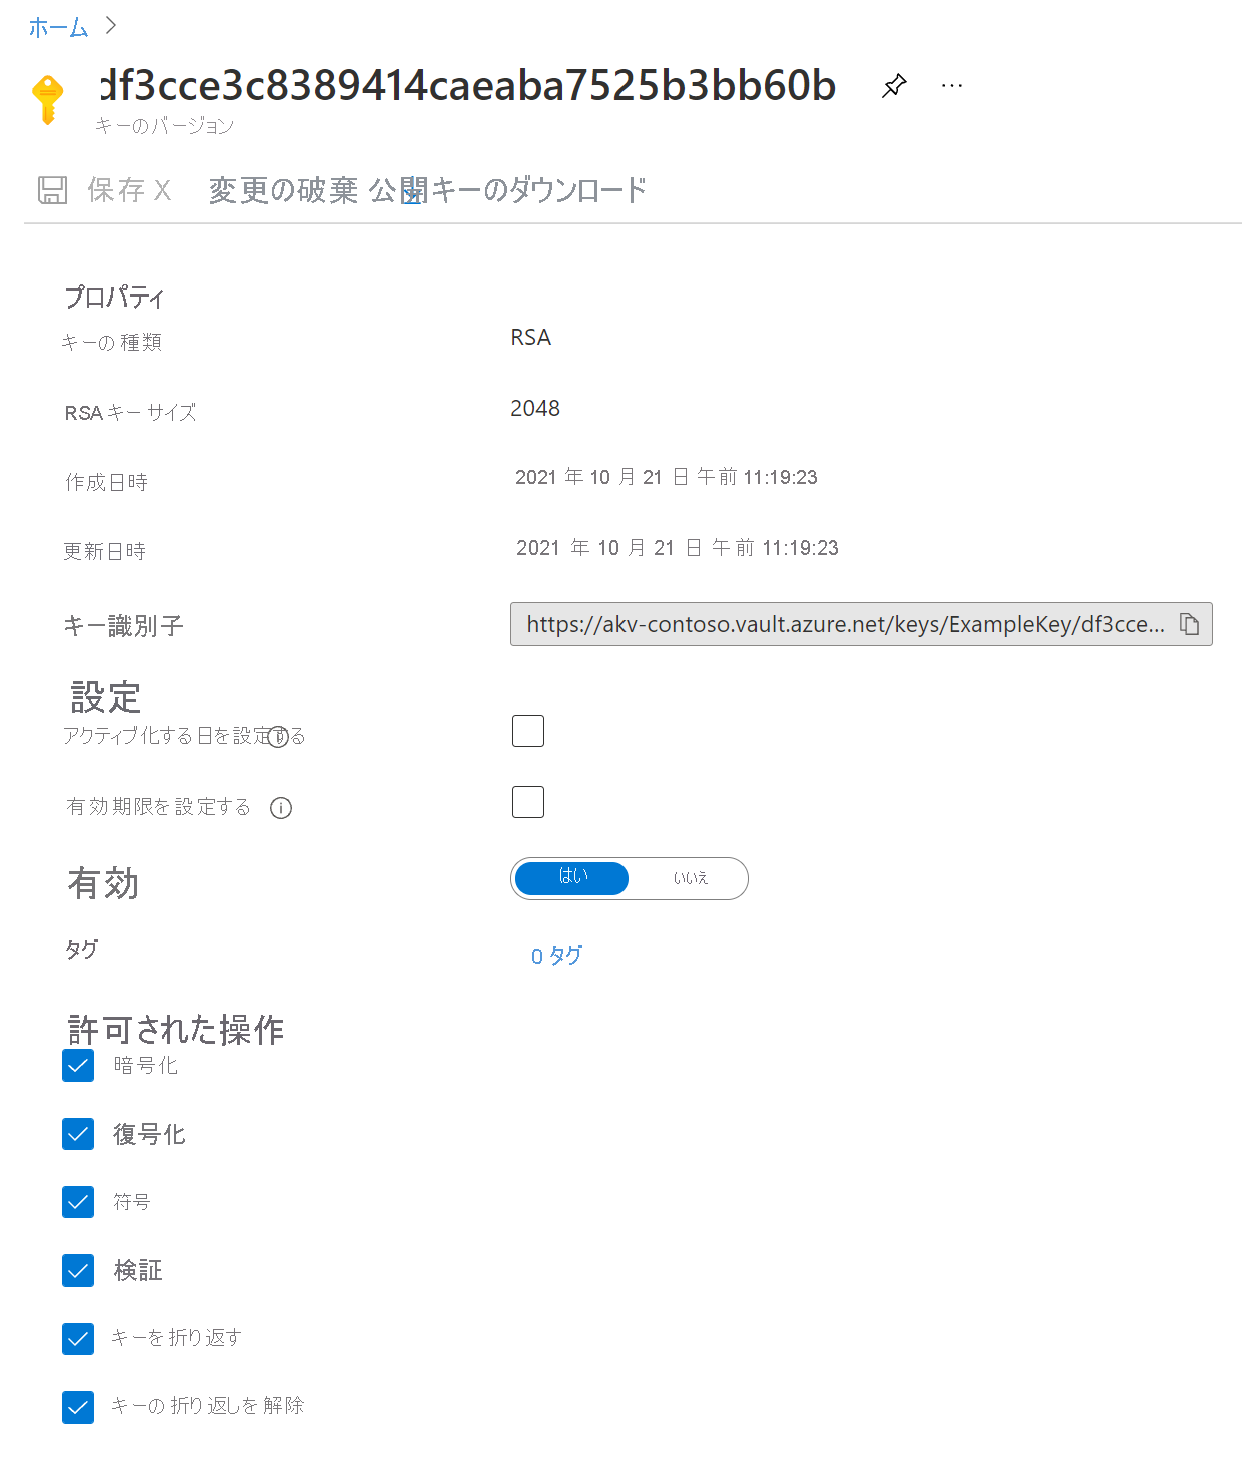 ホーム
df3cce3c8389414caeaba7525b3bb60b
キーのバージョン
保存 X 変更の破棄 公開キーのダウンロード
プロパティ
キーの種類 RSA
RSAキー サイズ 2048
作成日時 2021 年 10 月 21 日 午前 11:19:23
更新日時 2021 年 10 月 21 日 午前 11:19:23
キー識別子 https://akv-contoso.vault.azure.net/keys/ExampleKey/df3cce...
設定
アクティブ化する日を設定する
有効期限を設定する
有効 はい いいえ
タグ 0 タグ
許可された操作
暗号化
復号化
符号
検証
キーを折り返す
キーの折り返しを解除